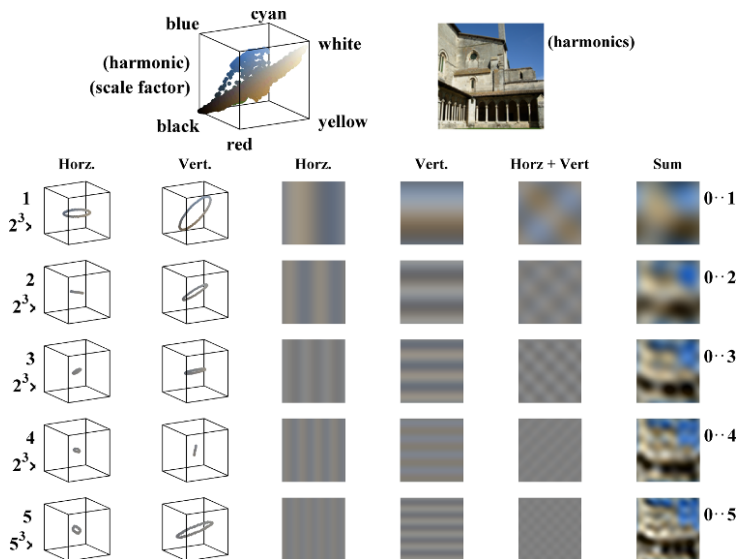 cyan
blue
white
(harmonic)
(scale factor)
black
yellow
red
(harmonics)
Horz. Vert. Horz. Vert. Horz + Vert Sum
1
2³›
0··1
2
2³›
0··2
3
2³›
0··3
4
2³›
0··4
5
5³›
0··5